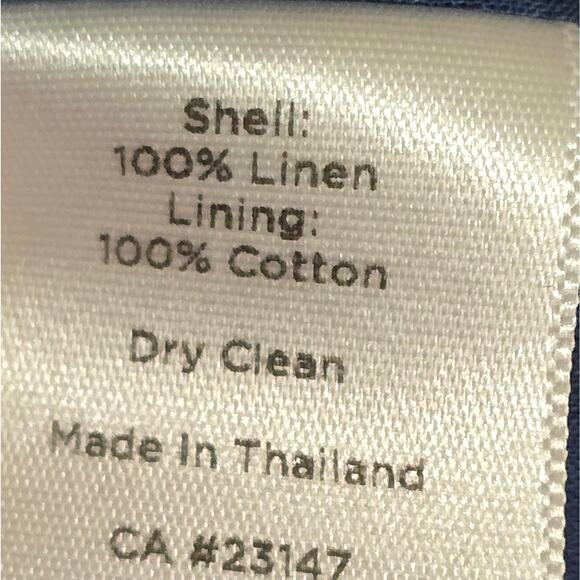 Shell:
100% Linen
Lining:
100% Cotton
Dry Clean
Made In Thailand
CA #23147